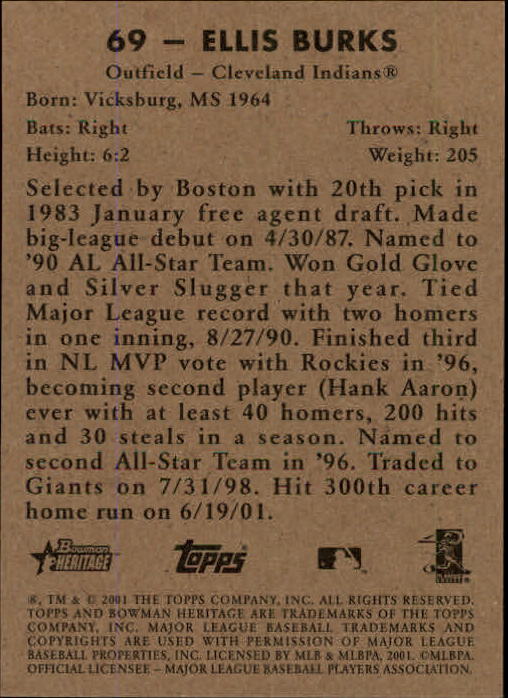 69 – ELLIS BURKS
Outfield – Cleveland Indians®
Born: Vicksburg, MS 1964
Bats: Right Throws: Right
Height: 6:2 Weight: 205
Selected by Boston with 20th pick in
1983 January free agent draft. Made
big-league debut on 4/30/87. Named to
'90 AL All-Star Team. Won Gold Glove
and Silver Slugger that year. Tied
Major League record with two homers
in one inning, 8/27/90. Finished third
in NL MVP vote with Rockies in '96,
becoming second player (Hank Aaron)
ever with at least 40 homers, 200 hits
and 30 steals in a season. Named to
second All-Star Team in '96. Traded to
Giants on 7/31/98. Hit 300th career
home run on 6/19/01.
Bowman HERITAGE topps
®, TM & © 2001 THE TOPPS COMPANY, INC. ALL RIGHTS RESERVED.
TOPPS AND BOWMAN HERITAGE ARE TRADEMARKS OF THE TOPPS
COMPANY, INC. MAJOR LEAGUE BASEBALL TRADEMARKS AND
COPYRIGHTS ARE USED WITH PERMISSION OF MAJOR LEAGUE
BASEBALL PROPERTIES, INC. LICENSED BY MLB & MLBPA, 2001. ©MLBPA.
OFFICIAL LICENSEE – MAJOR LEAGUE BASEBALL PLAYERS ASSOCIATION.